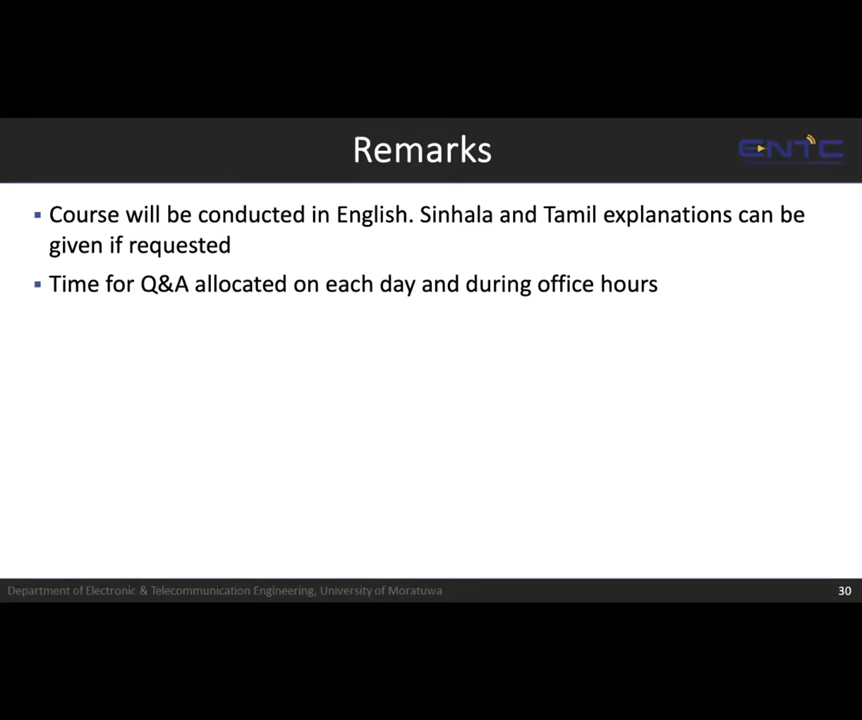 Remarks
ENTC
▪ Course will be conducted in English. Sinhala and Tamil explanations can be
given if requested
▪ Time for Q&A allocated on each day and during office hours
Department of Electronic & Telecommunication Engineering, University of Moratuwa
30